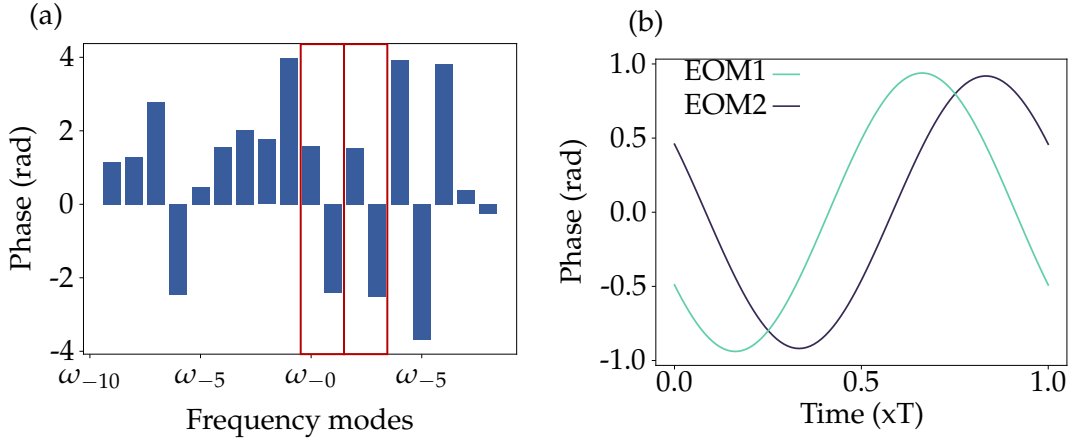 (a)
Phase (rad)
4
2
0
-2
-4
ω₋₁₀
ω₋₅
ω₋₀
ω₋₅
Frequency modes
(b)
Phase (rad)
1.0
0.5
0.0
-0.5
-1.0
EOM1
EOM2
0.0
0.5
1.0
Time (xT)